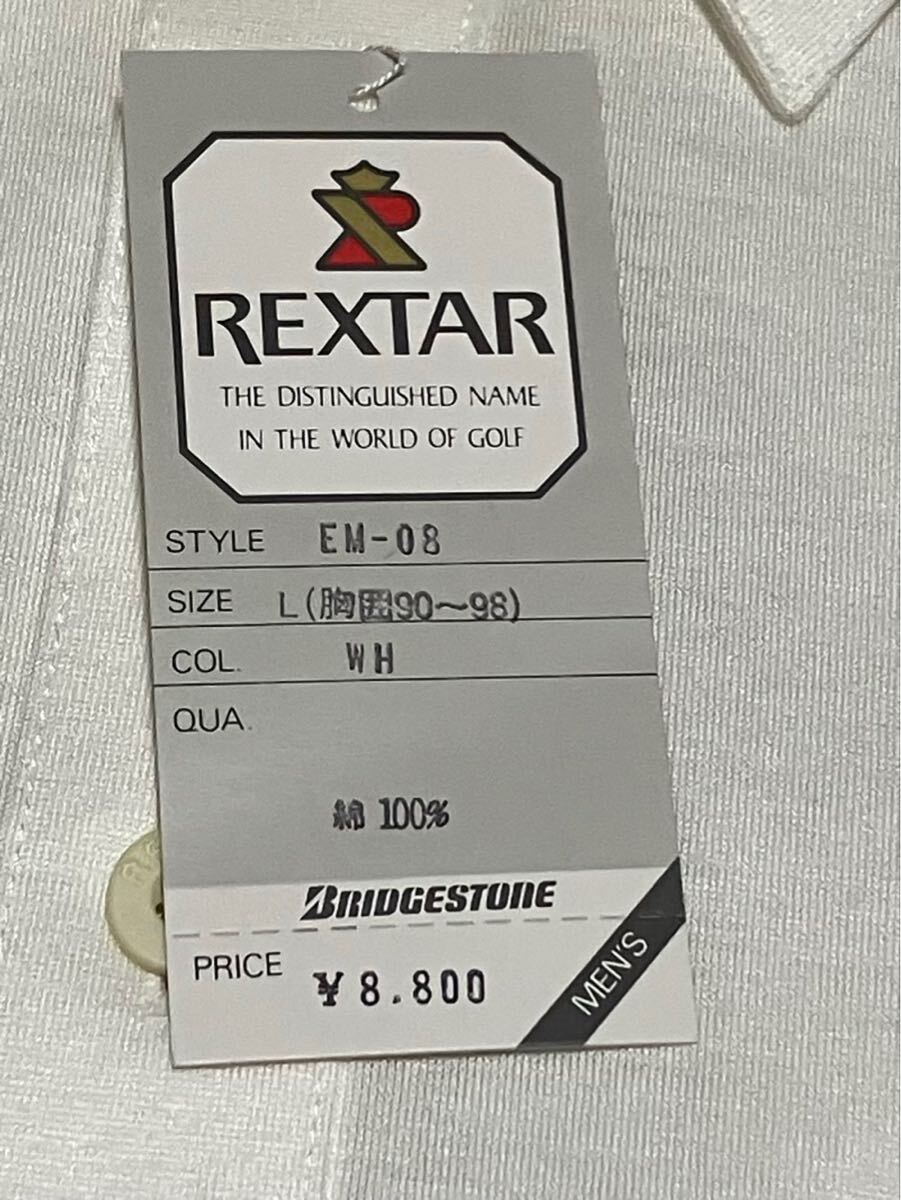 REXTAR
THE DISTINGUISHED NAME
IN THE WORLD OF GOLF
STYLE EM-08
SIZE L(胸囲90〜98)
COL. WH
QUA.
綿 100%
BRIDGESTONE
PRICE ¥8.800
MEN'S